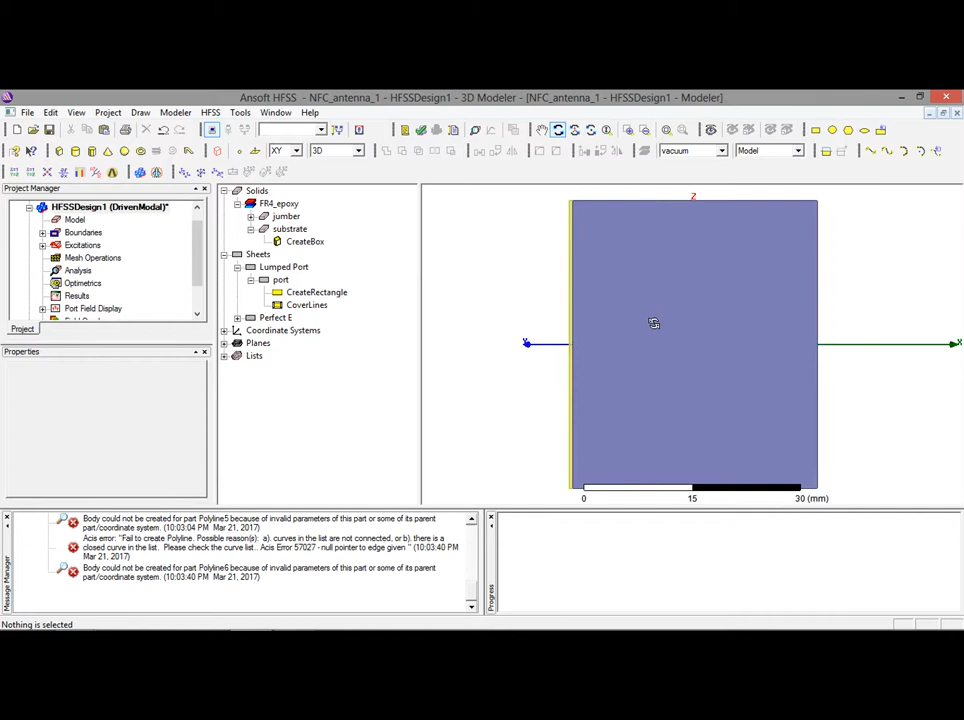 Ansoft HFSS - NFC_antenna_1 - HFSSDesign1 - 3D Modeler - [NFC_antenna_1 - HFSSDesign1 - Modeler]
File Edit View Project Draw Modeler HFSS Tools Window Help
XY 3D vacuum Model
Project Manager
HFSSDesign1 (DrivenModal)*
Model
Boundaries
Excitations
Mesh Operations
Analysis
Optimetrics
Results
Port Field Display
Project
Properties
Solids
FR4_epoxy
jumber
substrate
CreateBox
Sheets
Lumped Port
port
CreateRectangle
CoverLines
Perfect E
Coordinate Systems
Planes
Lists
Z
X
0 15 30 (mm)
Body could not be created for part Polyline5 because of invalid parameters of this part or some of its parent
part/coordinate system. (10:03:04 PM Mar 21, 2017)
Acis error: "Fail to create Polyline. Possible reason(s): a). curves in the list are not connected, or b). there is a
closed curve in the list. Please check the curve list.. Acis Error 57027 - null pointer to edge given " (10:03:40 PM
Mar 21, 2017)
Body could not be created for part Polyline6 because of invalid parameters of this part or some of its parent
part/coordinate system. (10:03:40 PM Mar 21, 2017)
Message Manager
Progress
Nothing is selected